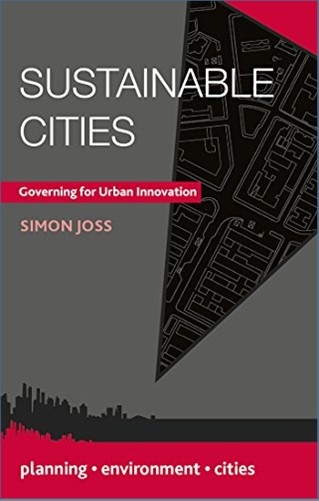 SUSTAINABLE
CITIES
Governing for Urban Innovation
SIMON JOSS
planning • environment • cities